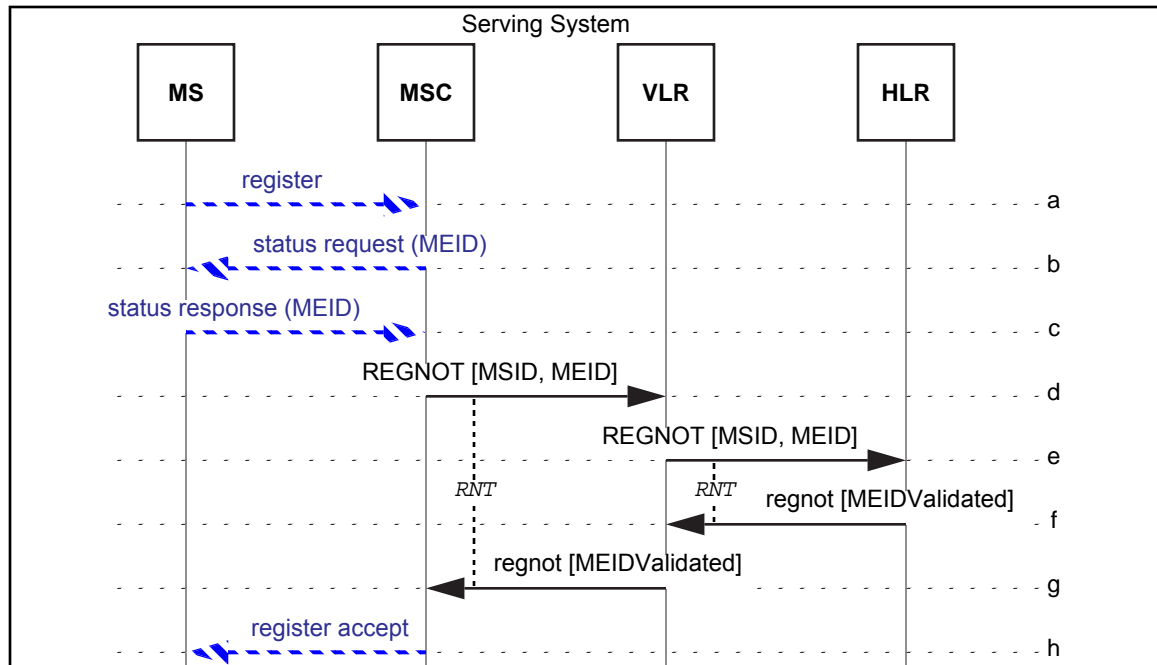 Serving System
MS MSC VLR HLR
register
a
status request (MEID)
b
status response (MEID)
c
REGNOT [MSID, MEID]
d
REGNOT [MSID, MEID]
e
RNT RNT
regnot [MEIDValidated]
f
regnot [MEIDValidated]
g
register accept
h